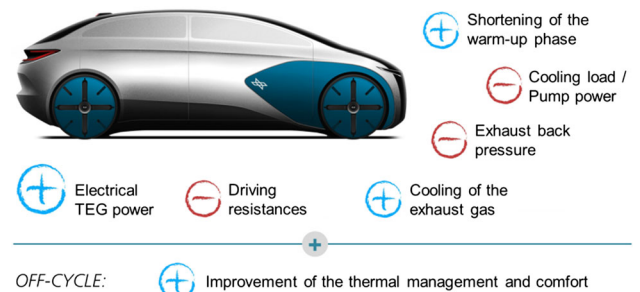 Shortening of the
warm-up phase
Cooling load /
Pump power
Exhaust back
pressure
Electrical
TEG power
Driving
resistances
Cooling of the
exhaust gas
OFF-CYCLE:
Improvement of the thermal management and comfort